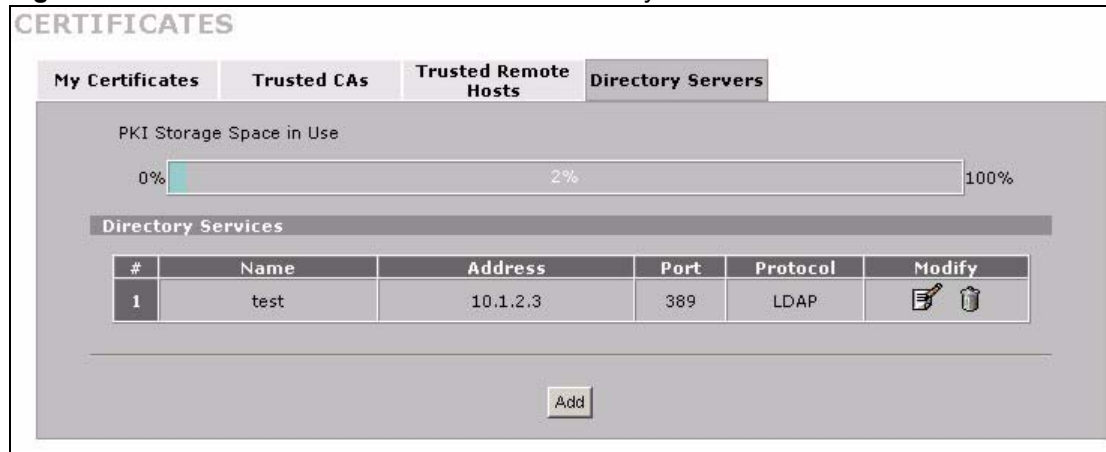 CERTIFICATES
My Certificates Trusted CAs Trusted Remote Hosts Directory Servers
PKI Storage Space in Use
0% 2% 100%
Directory Services
# Name Address Port Protocol Modify
1 test 10.1.2.3 389 LDAP
Add